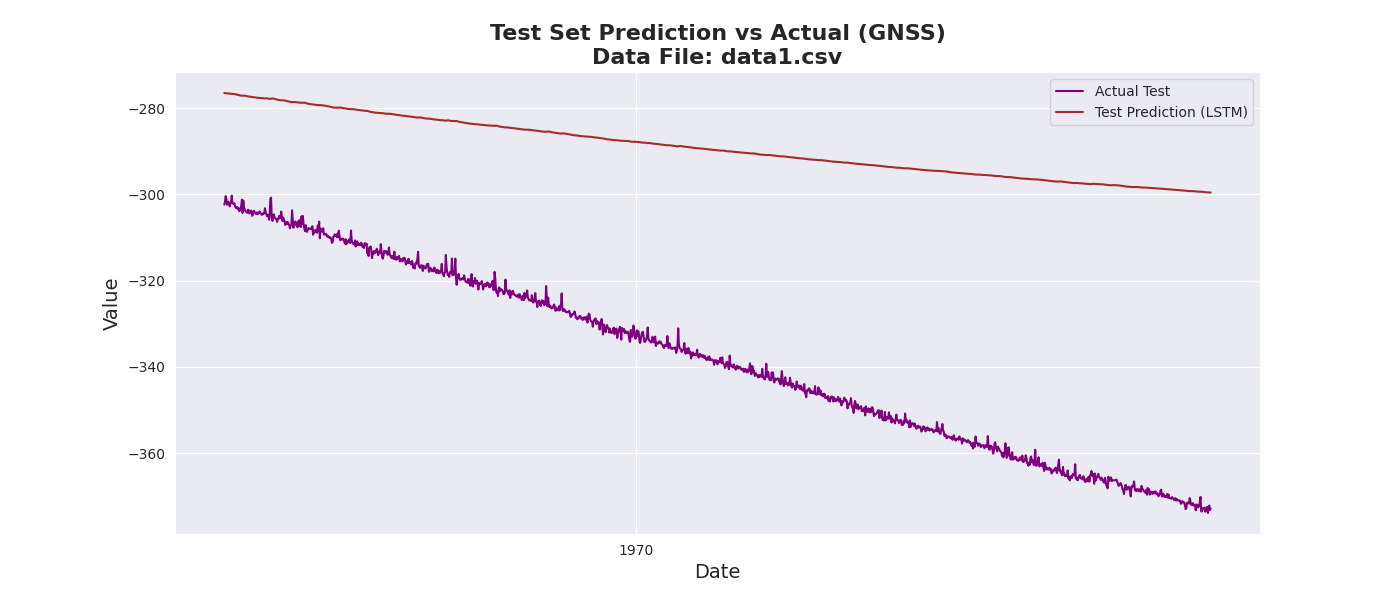 Test Set Prediction vs Actual (GNSS)
Data File: data1.csv
Actual Test
Test Prediction (LSTM)
Value
−280
−300
−320
−340
−360
1970
Date